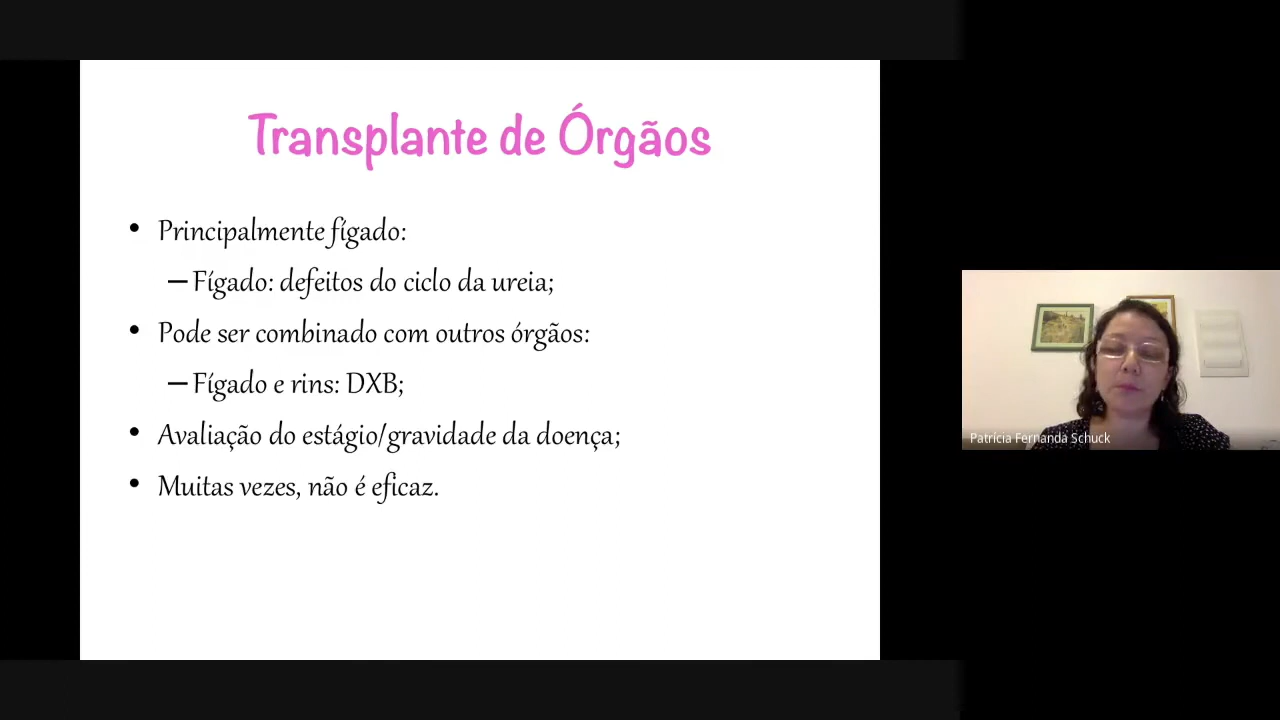 Transplante de Órgãos
• Principalmente fígado:
– Fígado: defeitos do ciclo da ureia;
• Pode ser combinado com outros órgãos:
– Fígado e rins: DXB;
• Avaliação do estágio/gravidade da doença;
• Muitas vezes, não é eficaz.
Patrícia Fernanda Schuck